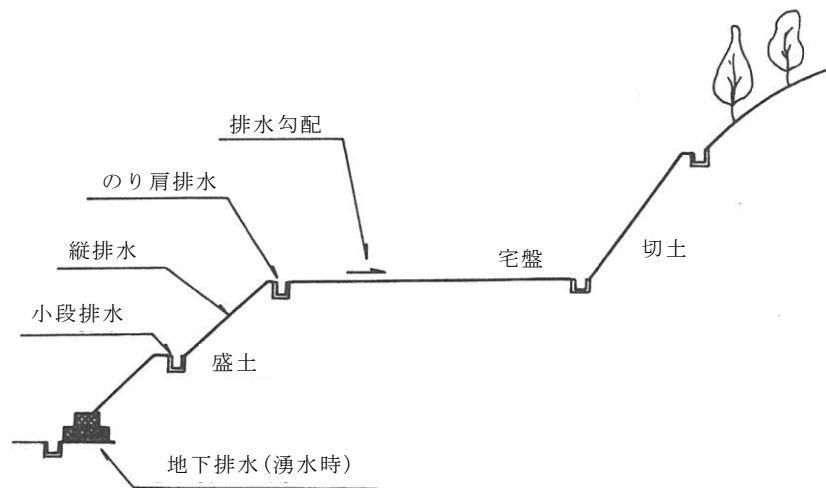 排水勾配
のり肩排水
縦排水
宅盤
切土
小段排水
盛土
地下排水(湧水時)